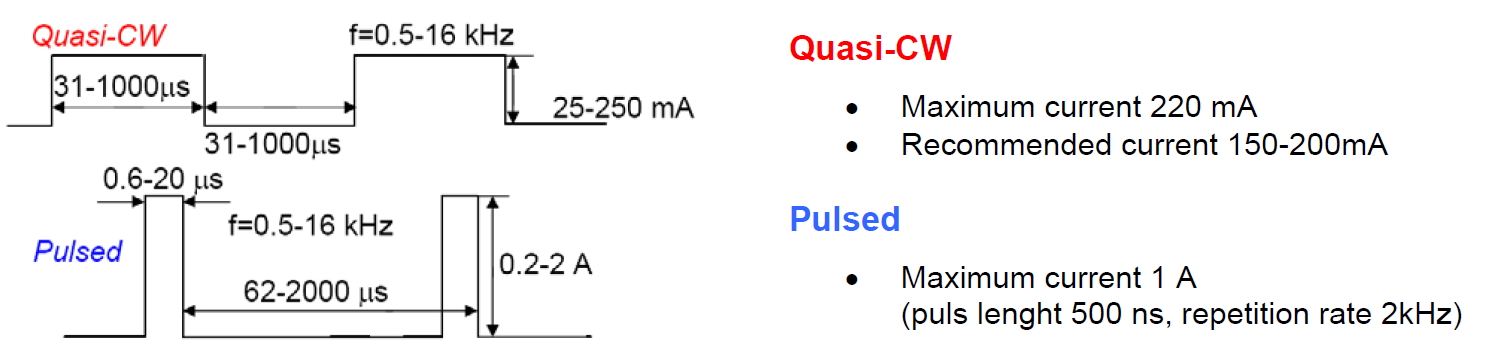 Quasi-CW
f=0.5-16 kHz
31-1000μs
25-250 mA
31-1000μs
0.6-20 μs
f=0.5-16 kHz
Pulsed
0.2-2 A
62-2000 μs
Quasi-CW
• Maximum current 220 mA
• Recommended current 150-200mA
Pulsed
• Maximum current 1 A
(puls lenght 500 ns, repetition rate 2kHz)